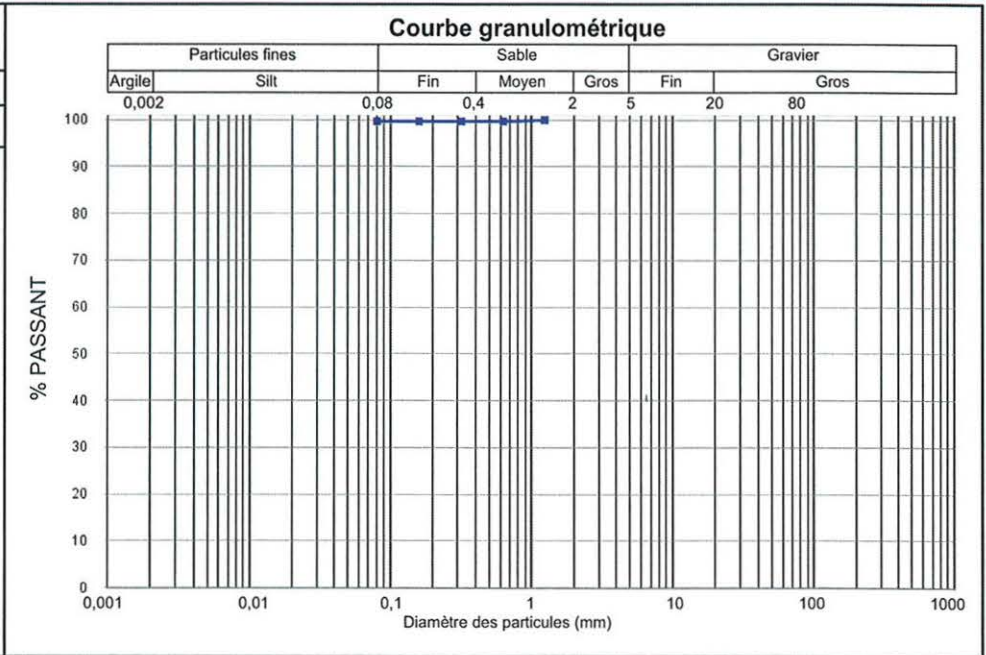 Courbe granulométrique
Particules fines Sable Gravier
Argile Silt Fin Moyen Gros Fin Gros
0,002 0,08 0,4 2 5 20 80
100
90
80
70
60
50
40
30
20
10
0
% PASSANT
0,001 0,01 0,1 1 10 100 1000
Diamètre des particules (mm)